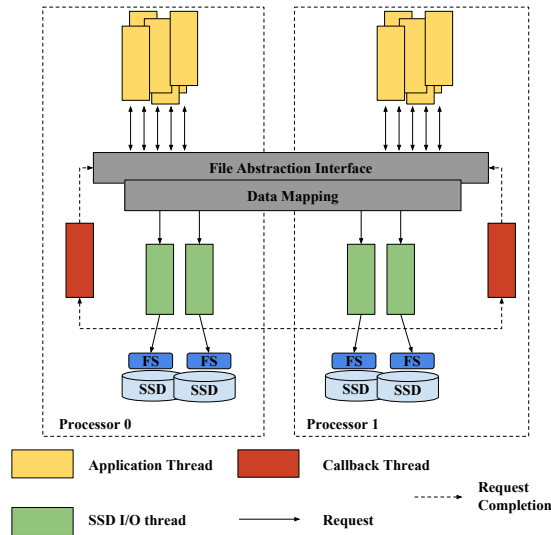 File Abstraction Interface
Data Mapping
FS FS FS FS
SSD SSD SSD SSD
Processor 0 Processor 1
Application Thread Callback Thread
SSD I/O thread Request Request
Completion